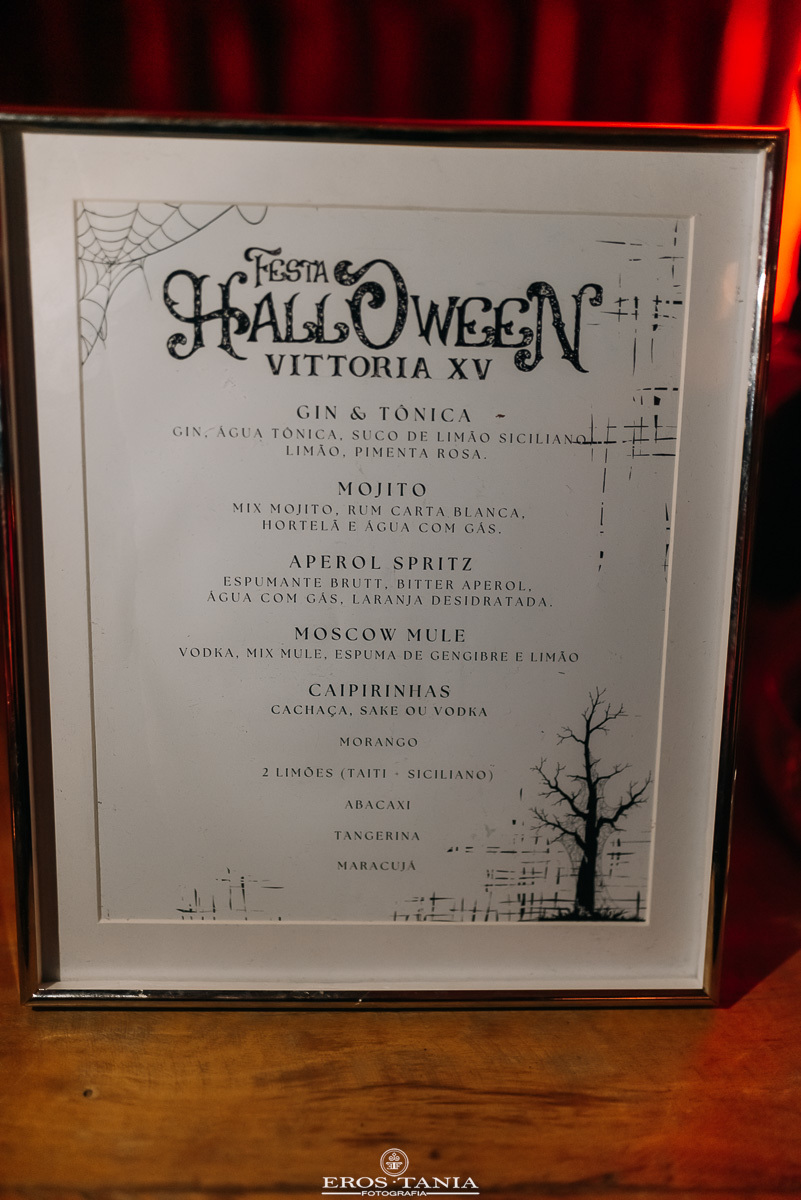 FESTA
HALLOWEEN
VITTORIA XV
GIN & TÔNICA
GIN, ÁGUA TÔNICA, SUCO DE LIMÃO SICILIANO,
LIMÃO, PIMENTA ROSA.
MOJITO
MIX MOJITO, RUM CARTA BLANCA,
HORTELÃ E ÁGUA COM GÁS.
APEROL SPRITZ
ESPUMANTE BRUTT, BITTER APEROL,
ÁGUA COM GÁS, LARANJA DESIDRATADA.
MOSCOW MULE
VODKA, MIX MULE, ESPUMA DE GENGIBRE E LIMÃO
CAIPIRINHAS
CACHAÇA, SAKE OU VODKA
MORANGO
2 LIMÕES (TAITI + SICILIANO)
ABACAXI
TANGERINA
MARACUJÁ
EROS·TANIA
FOTOGRAFIA